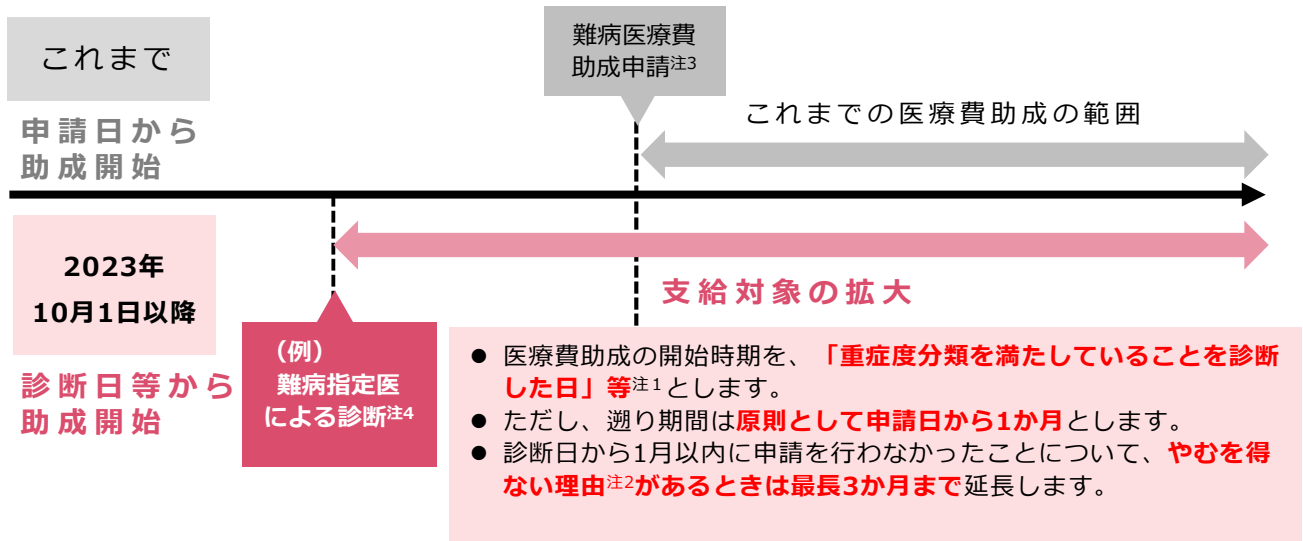 これまで
申請日から
助成開始
難病医療費
助成申請注3
これまでの医療費助成の範囲
2023年
10月1日以降
診断日等から
助成開始
(例)
難病指定医
による診断注4
支給対象の拡大
● 医療費助成の開始時期を、「重症度分類を満たしていることを診断
した日」等注1とします。
● ただし、遡り期間は原則として申請日から1か月とします。
● 診断日から1月以内に申請を行わなかったことについて、やむを得
ない理由注2があるときは最長3か月まで延長します。